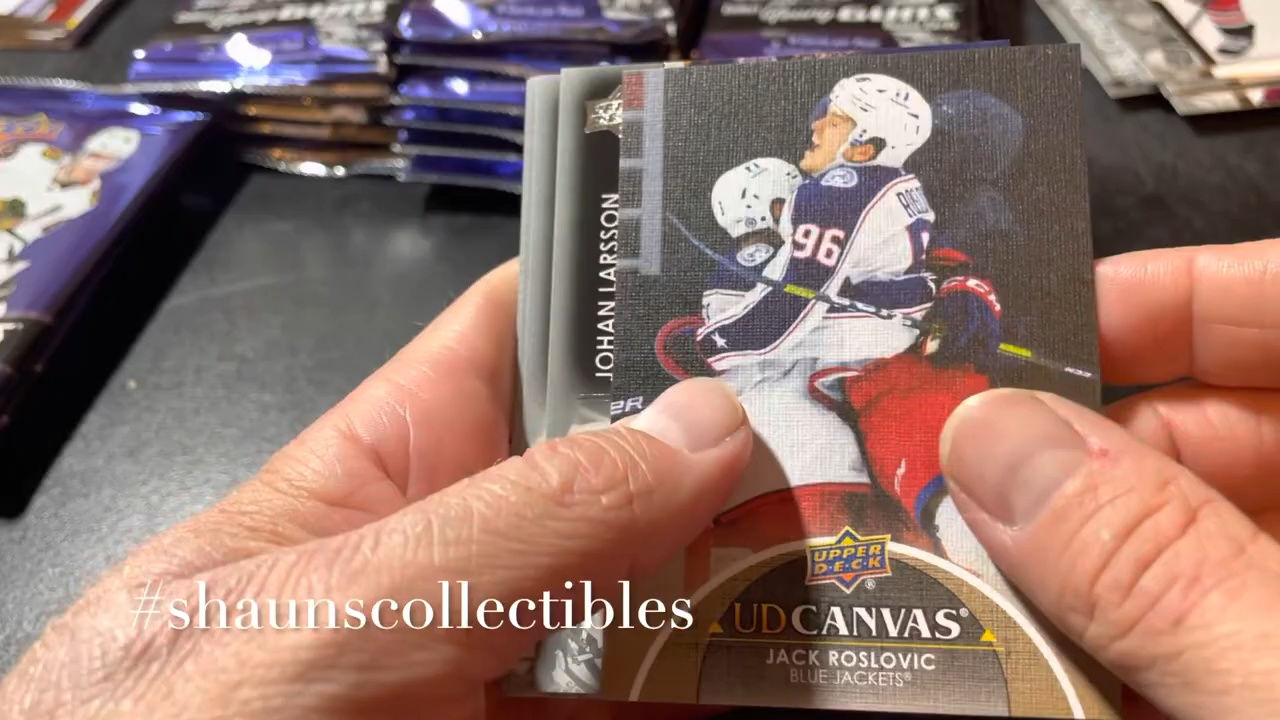 JOHAN LARSSON
96
#shaunscollectibles
UPPER
DECK®
UD CANVAS®
JACK ROSLOVIC
BLUE JACKETS®